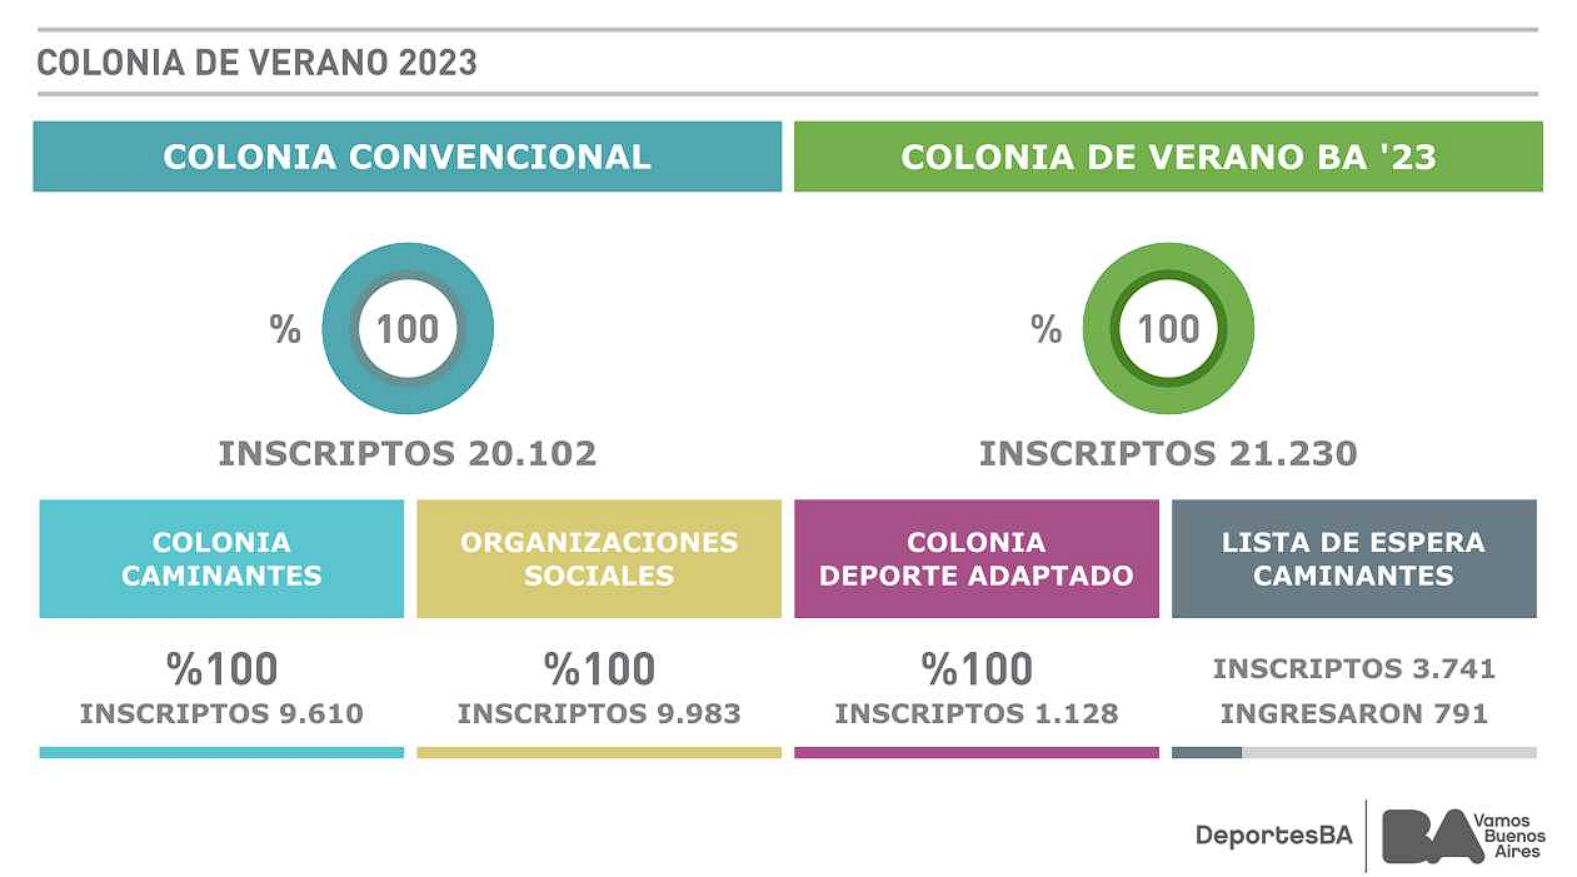 COLONIA DE VERANO 2023
COLONIA CONVENCIONAL
% 100
INSCRIPTOS 20.102
COLONIA DE VERANO BA '23
% 100
INSCRIPTOS 21.230
COLONIA
CAMINANTES
%100
INSCRIPTOS 9.610
ORGANIZACIONES
SOCIALES
%100
INSCRIPTOS 9.983
COLONIA
DEPORTE ADAPTADO
%100
INSCRIPTOS 1.128
LISTA DE ESPERA
CAMINANTES
INSCRIPTOS 3.741
INGRESARON 791
DeportesBA
BA
Vamos
Buenos
Aires